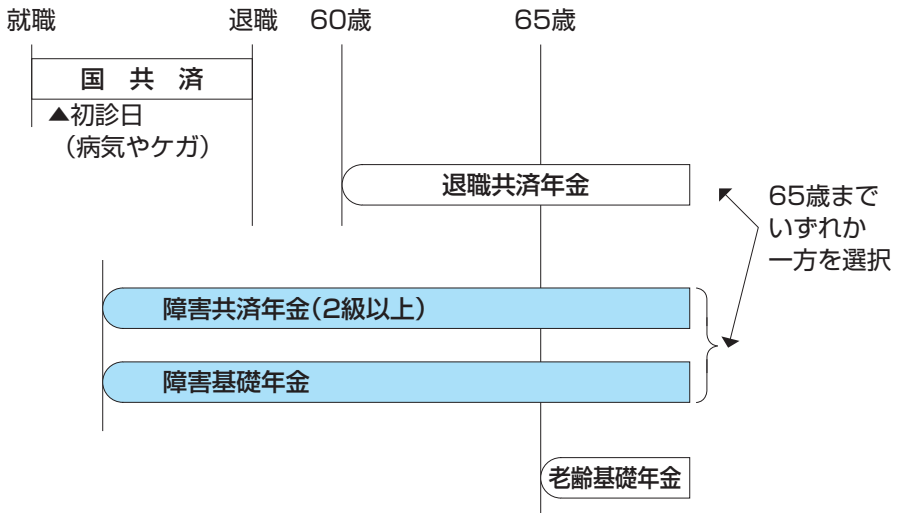 就職 退職 60歳 65歳
国 共 済
▲初診日
（病気やケガ）
退職共済年金
65歳まで
いずれか
一方を選択
障害共済年金（2級以上）
障害基礎年金
老齢基礎年金